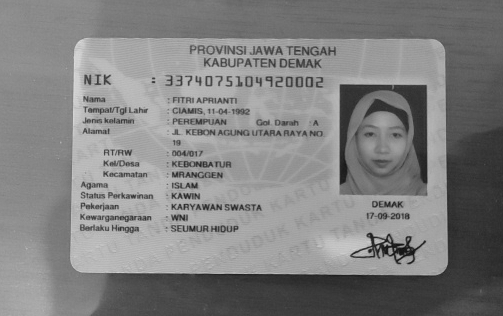 PROVINSI JAWA TENGAH
KABUPATEN DEMAK
NIK : 3374075104920002
Nama : FITRI APRIANTI
Tempat/Tgl Lahir : CIAMIS, 11-04-1992
Jenis kelamin : PEREMPUAN Gol. Darah : A
Alamat : JL. KEBON AGUNG UTARA RAYA NO
19
RT/RW : 004/017
Kel/Desa : KEBONBATUR
Kecamatan : MRANGGEN
Agama : ISLAM
Status Perkawinan : KAWIN
Pekerjaan : KARYAWAN SWASTA
Kewarganegaraan : WNI
Berlaku Hingga : SEUMUR HIDUP
DEMAK
17-09-2018